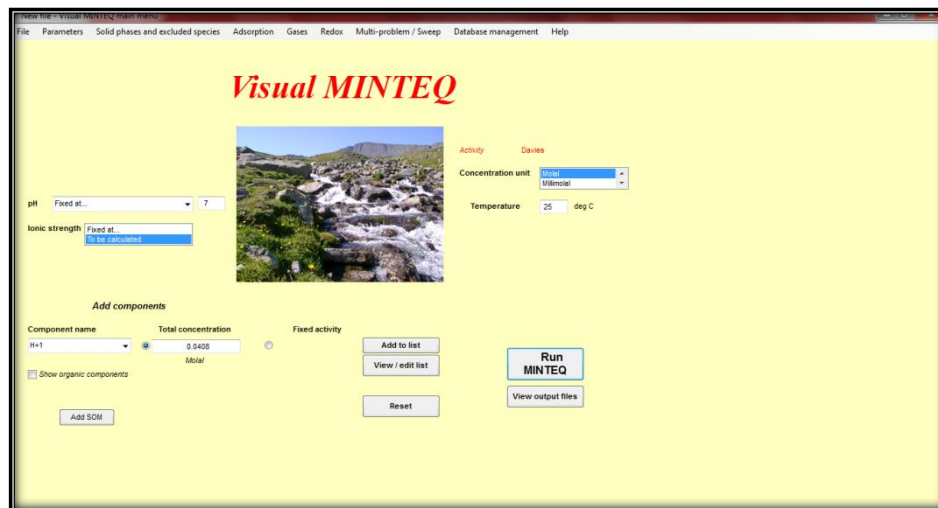 New file - Visual MINTEQ main menu
File Parameters Solid phases and excluded species Adsorption Gases Redox Multi-problem / Sweep Database management Help
Visual MINTEQ
Activity Davies
Concentration unit Molal
Millimolal
pH Fixed at... 7
Temperature 25 deg C
Ionic strength Fixed at...
To be calculated
Add components
Component name Total concentration Fixed activity
H+1 0.0408 Add to list
Molal
View / edit list
Run
MINTEQ
Show organic components
View output files
Reset
Add SOM